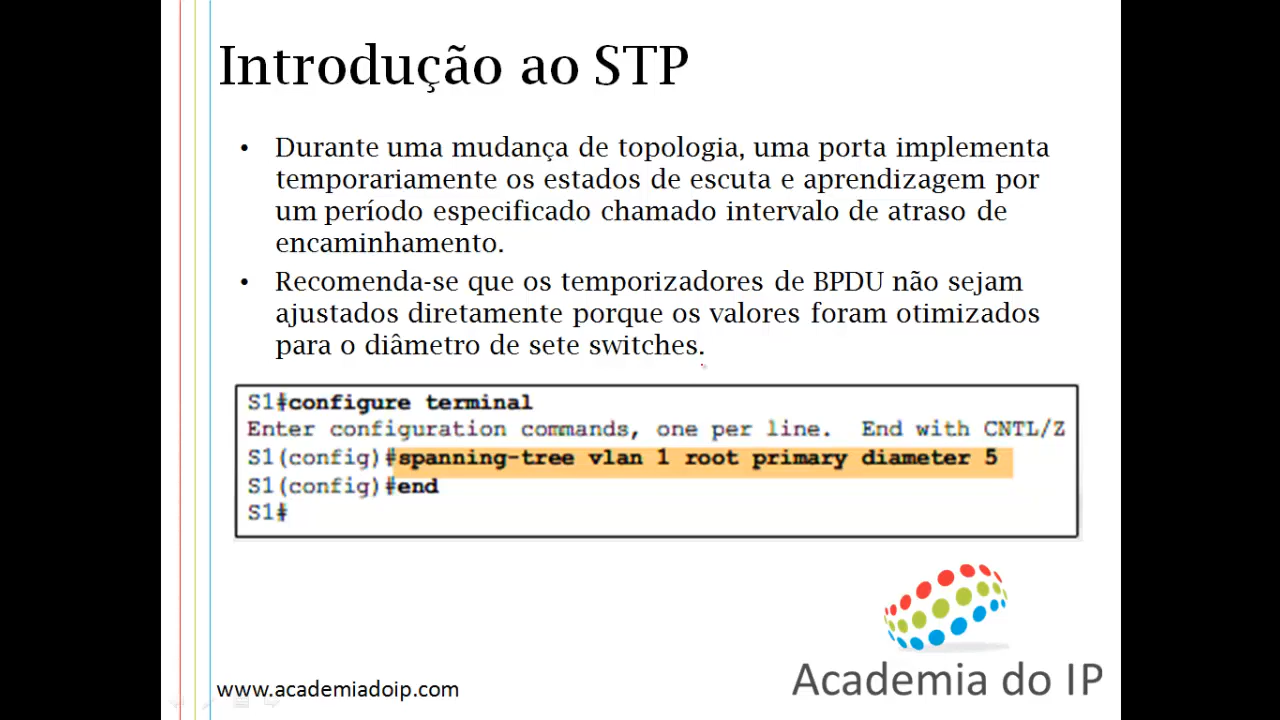 Introdução ao STP
• Durante uma mudança de topologia, uma porta implementa
temporariamente os estados de escuta e aprendizagem por
um período especificado chamado intervalo de atraso de
encaminhamento.
• Recomenda-se que os temporizadores de BPDU não sejam
ajustados diretamente porque os valores foram otimizados
para o diâmetro de sete switches.
S1#configure terminal
Enter configuration commands, one per line. End with CNTL/Z
S1(config)#spanning-tree vlan 1 root primary diameter 5
S1(config)#end
S1#
Academia do IP
www.academiadoip.com